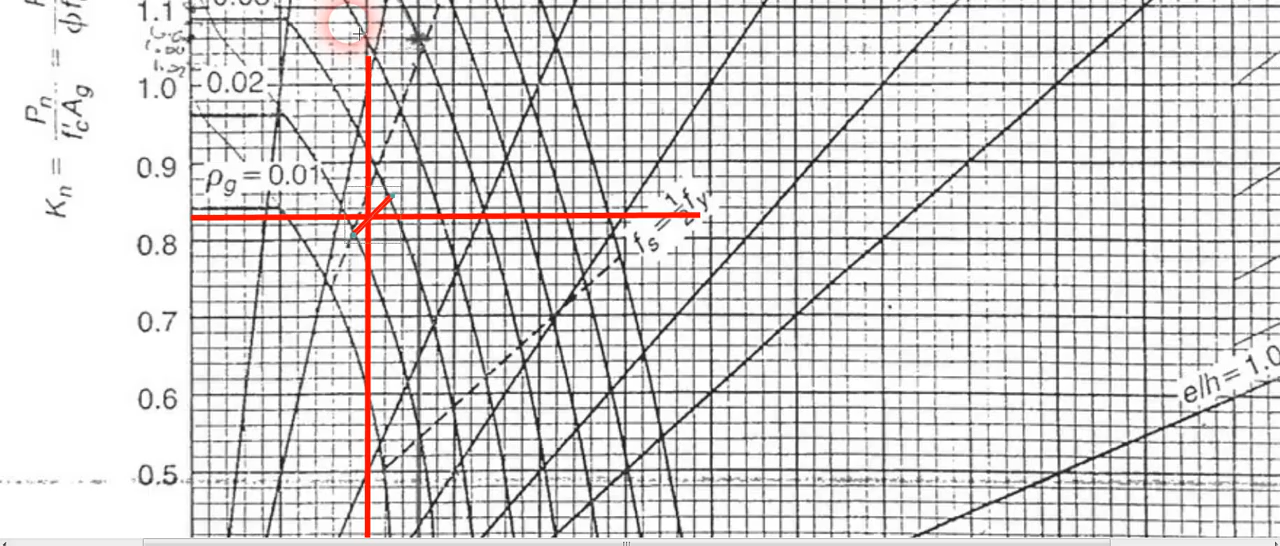 1.1
1.0
0.02
0.9
ρg = 0.01
0.8
0.7
0.6
0.5
Kn = Pn / f'c Ag =
fs = 1/2 fy
e/h = 1.0